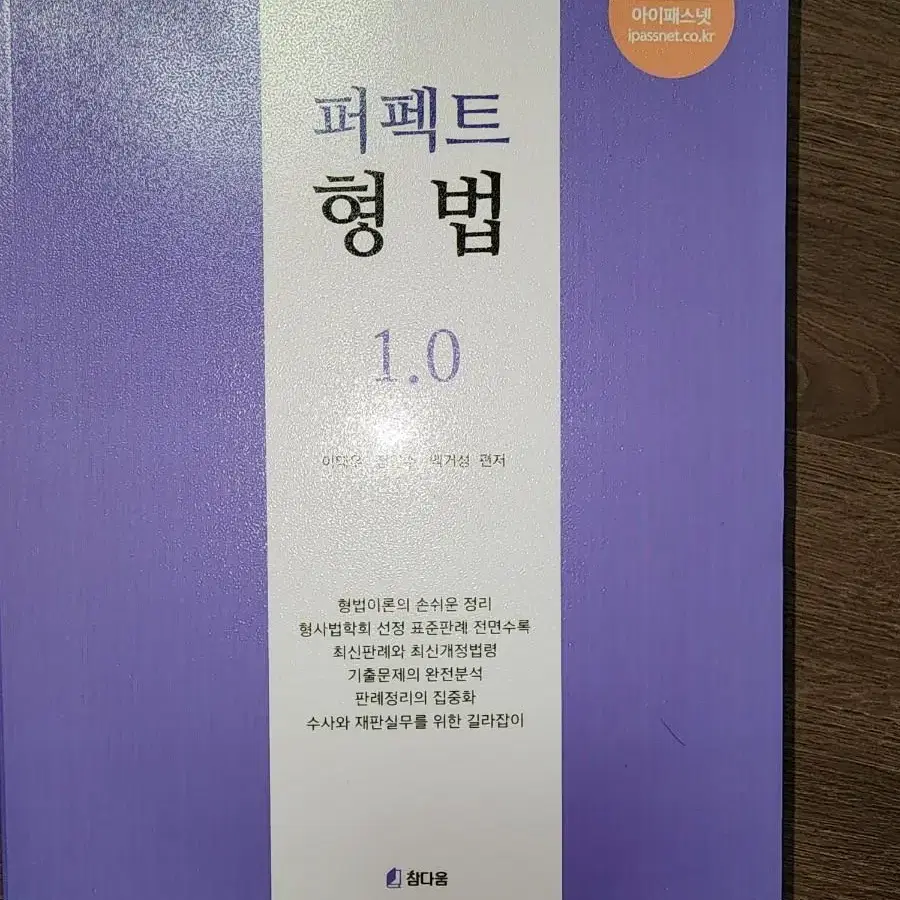 아이패스넷
ipassnet.co.kr
퍼펙트
형 법
1.0
편저
형법이론의 손쉬운 정리
형사법학회 선정 표준판례 전면수록
최신판례와 최신개정법령
기출문제의 완전분석
판례정리의 집중화
수사와 재판실무를 위한 길라잡이
참다움